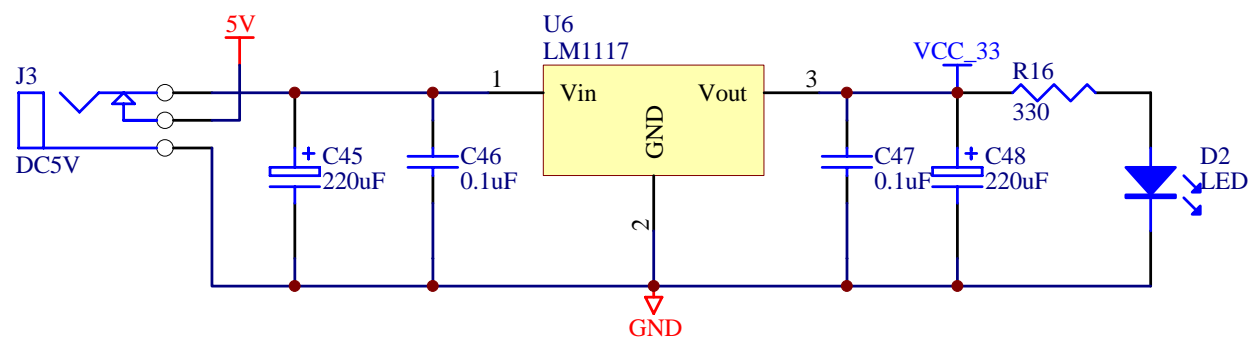 5V
U6
LM1117
VCC_33
J3
1
3
R16
Vin
Vout
330
GND
DC5V
+ C45
220uF
C46
0.1uF
C47
0.1uF
+ C48
220uF
D2
LED
2
GND